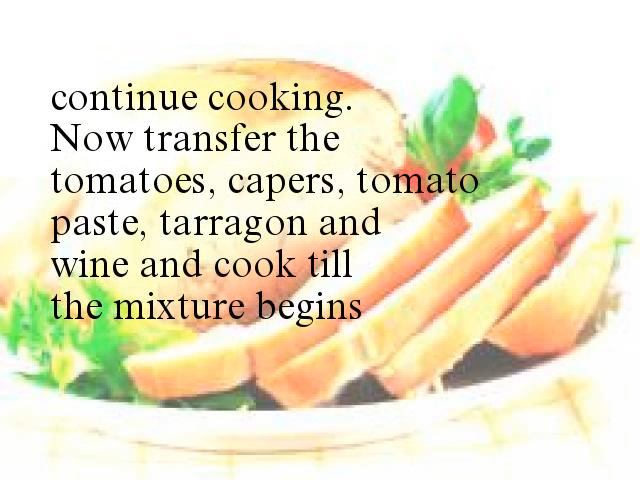 continue cooking.
Now transfer the
tomatoes, capers, tomato
paste, tarragon and
wine and cook till
the mixture begins